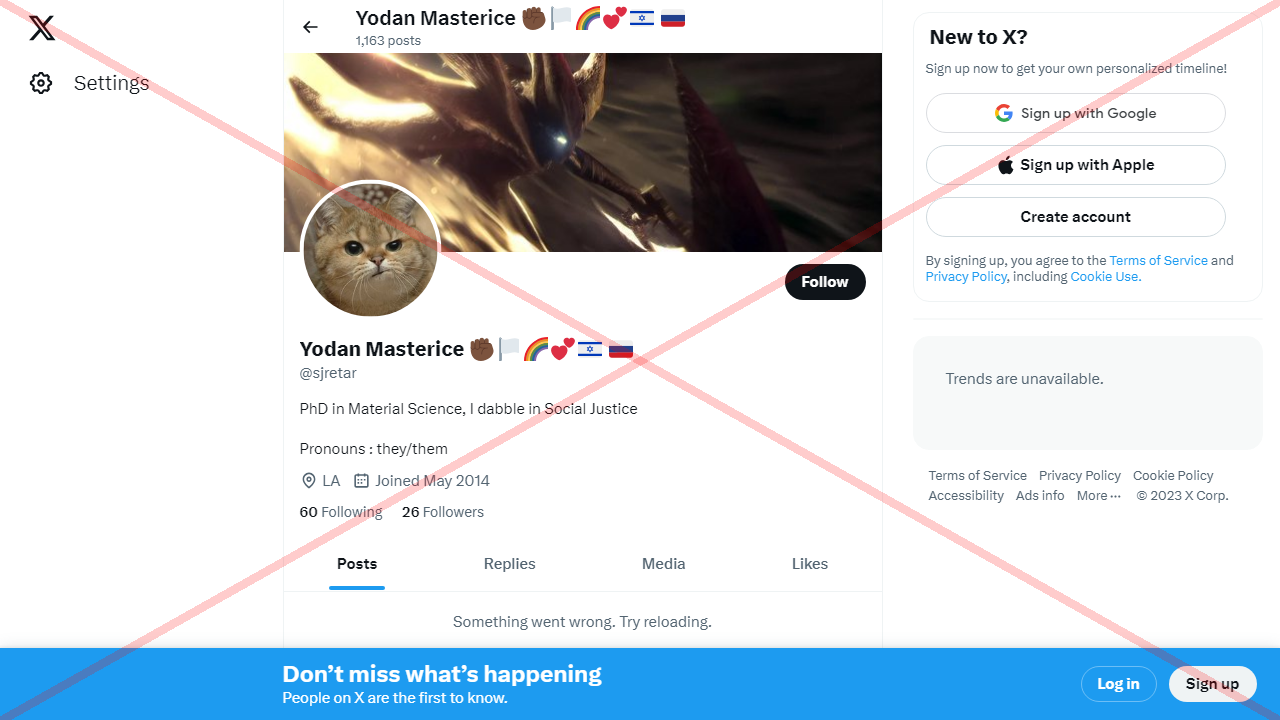 Settings
Yodan Masterice ✊🏾🏳️🌈💕🇮🇱 🇷🇺
1,163 posts
Follow
Yodan Masterice ✊🏾🏳️🌈💕🇮🇱 🇷🇺
@sjretar
PhD in Material Science, I dabble in Social Justice
Pronouns : they/them
LA Joined May 2014
60 Following 26 Followers
Posts Replies Media Likes
Something went wrong. Try reloading.
New to X?
Sign up now to get your own personalized timeline!
Sign up with Google
Sign up with Apple
Create account
By signing up, you agree to the Terms of Service and
Privacy Policy, including Cookie Use.
Trends are unavailable.
Terms of Service Privacy Policy Cookie Policy
Accessibility Ads info More ··· © 2023 X Corp.
Don’t miss what’s happening
People on X are the first to know.
Log in Sign up